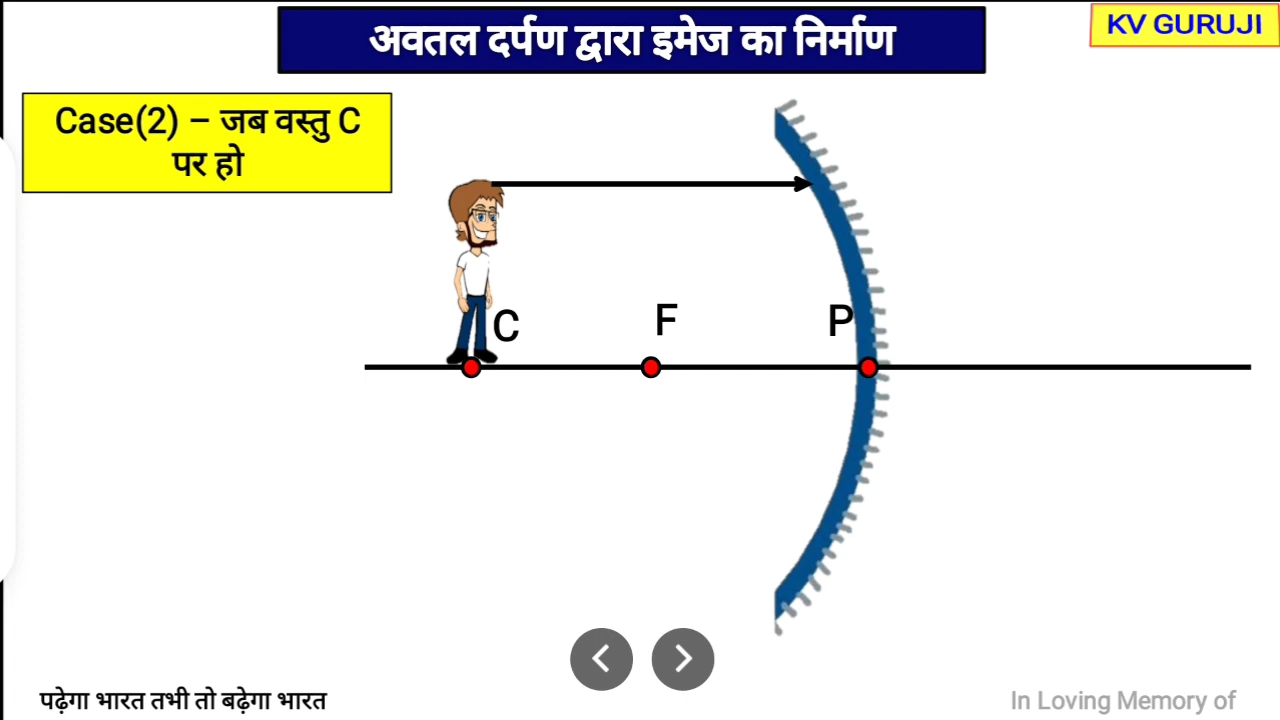 अवतल दर्पण द्वारा इमेज का निर्माण
KV GURUJI
Case(2) – जब वस्तु C
पर हो
C
F
P
पढ़ेगा भारत तभी तो बढ़ेगा भारत
In Loving Memory of